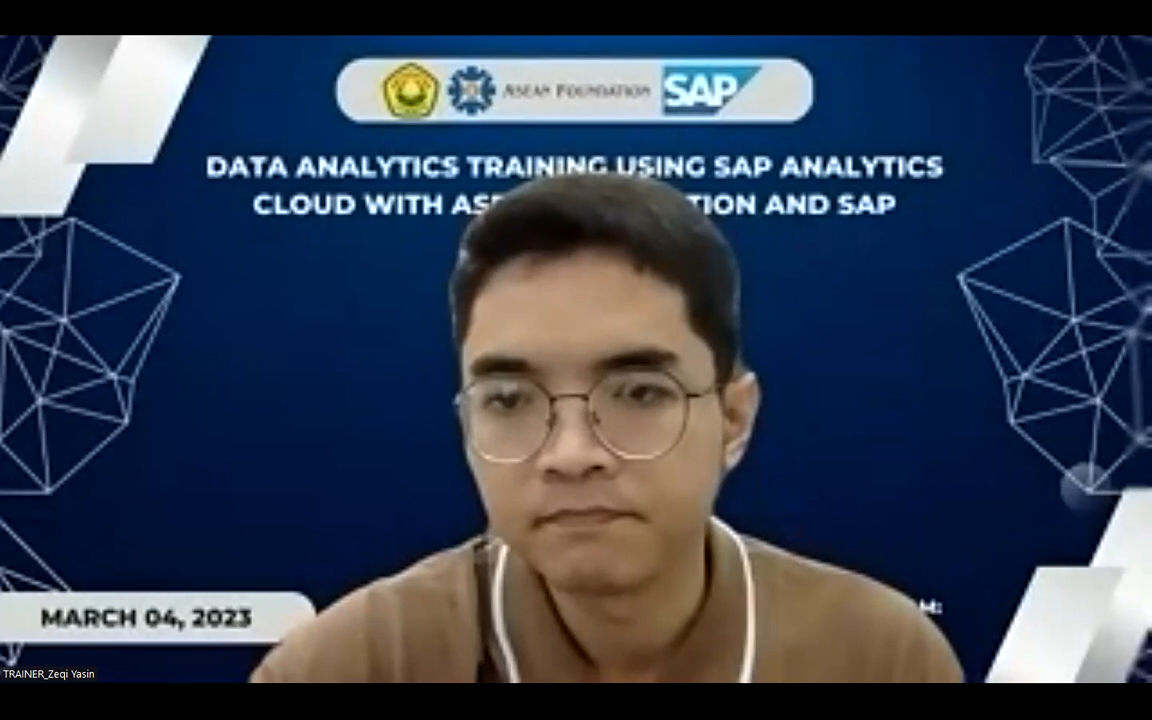 ASEAN FOUNDATION SAP
DATA ANALYTICS TRAINING USING SAP ANALYTICS
CLOUD WITH TION AND SAP
MARCH 04, 2023
TRAINER_Zeqi Yasin